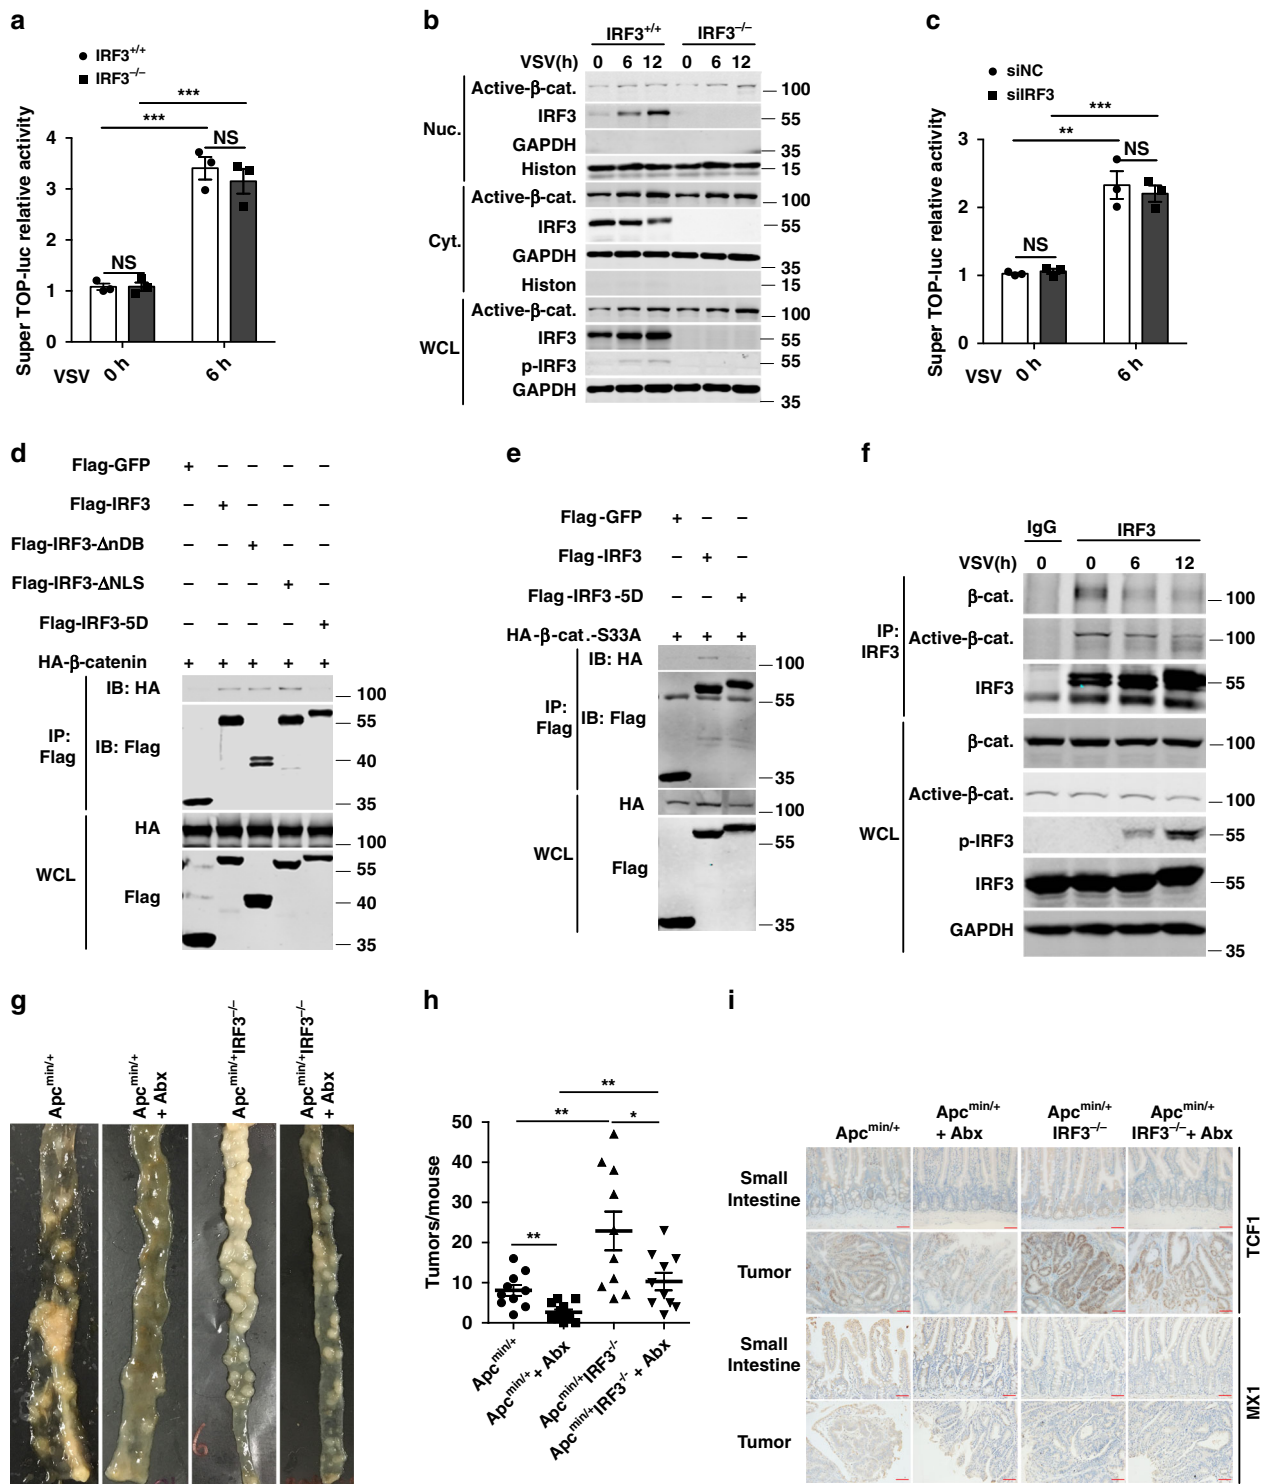 a
IRF3+/+
IRF3–/–
***
***
NS
NS
Super TOP-luc relative activity
4
3
2
1
0
VSV
0 h
6 h
b
IRF3+/+
IRF3–/–
VSV(h) 0 6 12 0 6 12
Nuc.
Active-β-cat. 100
IRF3 55
GAPDH 35
Histon 15
Cyt.
Active-β-cat. 100
IRF3 55
GAPDH 35
Histon 15
WCL
Active-β-cat. 100
IRF3 55
p-IRF3 55
GAPDH 35
c
siNC
siIRF3
***
**
NS
NS
Super TOP-luc relative activity
3
2
1
0
VSV
0 h
6 h
d
Flag-GFP + – – – –
Flag-IRF3 – + – – –
Flag-IRF3-ΔnDB – – + – –
Flag-IRF3-ΔNLS – – – + –
Flag-IRF3-5D – – – – +
HA-β-catenin + + + + +
IP: Flag
IB: HA 100
IB: Flag 55
40
35
WCL
HA 100
Flag 55
40
35
e
Flag-GFP + – –
Flag-IRF3 – + –
Flag-IRF3-5D – – +
HA-β-cat.-S33A + + +
IP: Flag
IB: HA 100
IB: Flag 55
35
WCL
HA 100
Flag 55
35
f
IgG IRF3
VSV(h) 0 0 6 12
IP: IRF3
β-cat. 100
Active-β-cat. 100
IRF3 55
WCL
β-cat. 100
Active-β-cat. 100
p-IRF3 55
IRF3 55
GAPDH 35
g
Apcmin/+
Apcmin/+ + Abx
Apcmin/+IRF3–/–
Apcmin/+IRF3–/– + Abx
6
h
**
**
*
**
Tumors/mouse
50
40
30
20
10
0
Apcmin/+
Apcmin/+ + Abx
Apcmin/+IRF3-/-
Apcmin/+IRF3-/- + Abx
i
Apcmin/+
Apcmin/+ + Abx
Apcmin/+ IRF3–/–
Apcmin/+ IRF3–/– + Abx
Small Intestine
Tumor
TCF1
Small Intestine
Tumor
MX1